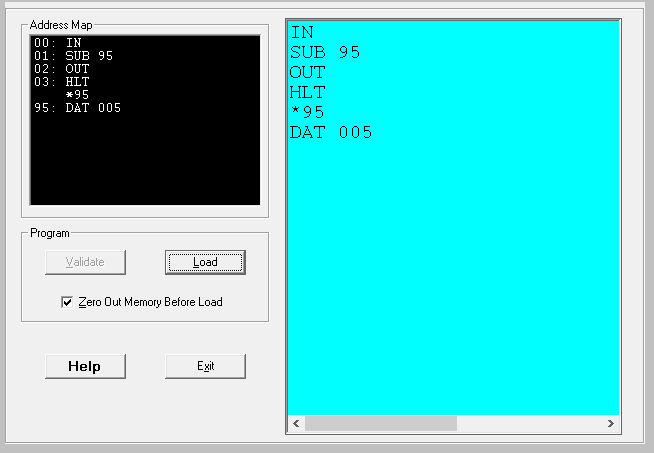 Address Map
00: IN
01: SUB 95
02: OUT
03: HLT
*95
95: DAT 005
Program
Validate
Load
Zero Out Memory Before Load
Help
Exit
IN
SUB 95
OUT
HLT
*95
DAT 005